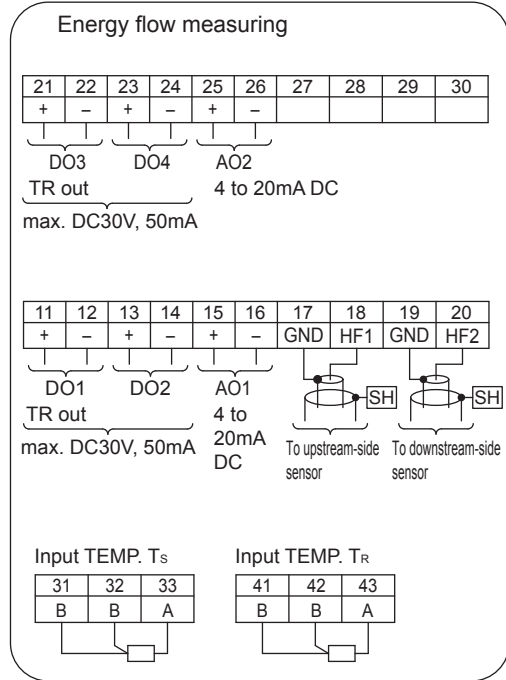 Energy flow measuring
21 22 23 24 25 26 27 28 29 30
+ – + – + –
DO3 DO4 AO2
TR out 4 to 20mA DC
max. DC30V, 50mA
11 12 13 14 15 16 17 18 19 20
+ – + – + – GND HF1 GND HF2
DO1 DO2 AO1 SH SH
TR out 4 to
20mA
max. DC30V, 50mA DC
To upstream-side To downstream-side
sensor sensor
Input TEMP. Ts Input TEMP. TR
31 32 33 41 42 43
B B A B B A